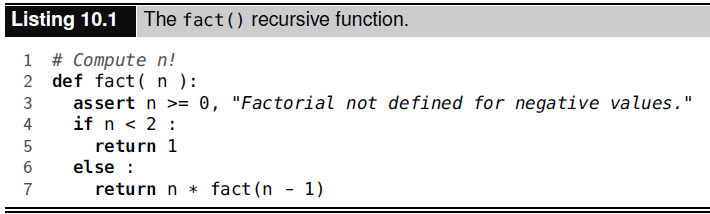 Listing 10.1 The fact() recursive function.
1 # Compute n!
2 def fact( n ):
3   assert n >= 0, "Factorial not defined for negative values."
4   if n < 2 :
5     return 1
6   else :
7     return n * fact(n - 1)